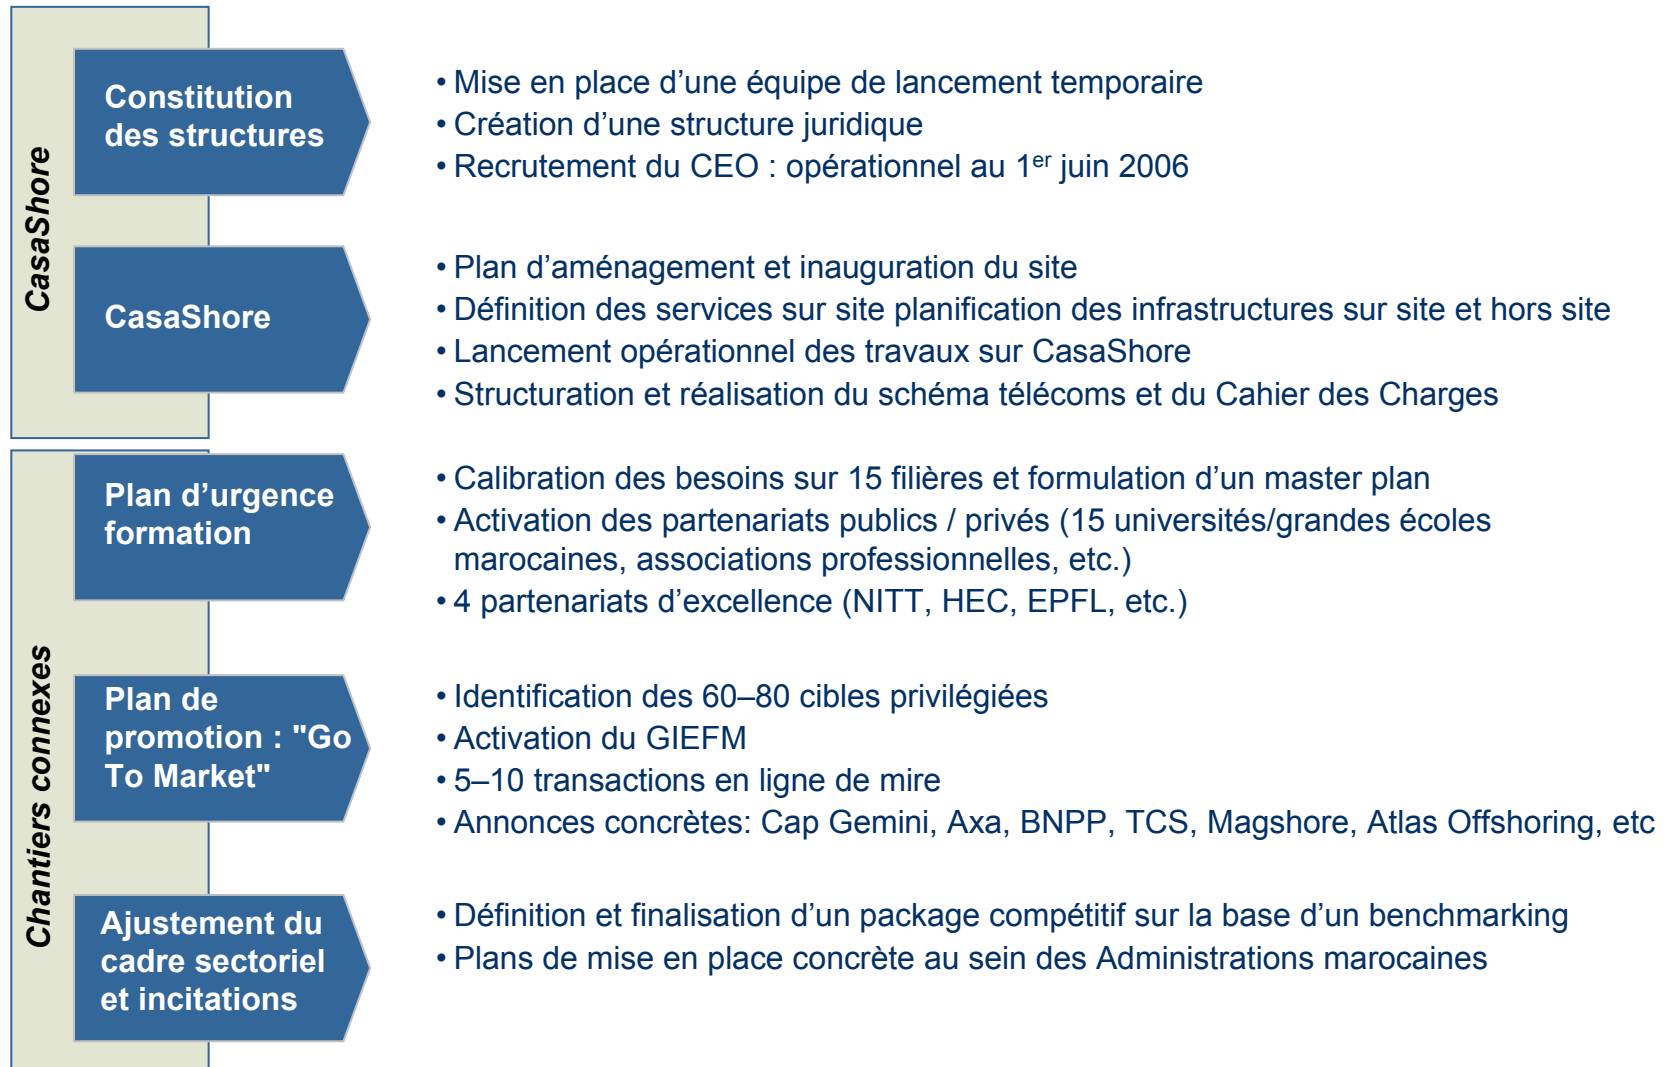 CasaShore
Constitution
des structures
• Mise en place d’une équipe de lancement temporaire
• Création d’une structure juridique
• Recrutement du CEO : opérationnel au 1er juin 2006
CasaShore
• Plan d’aménagement et inauguration du site
• Définition des services sur site planification des infrastructures sur site et hors site
• Lancement opérationnel des travaux sur CasaShore
• Structuration et réalisation du schéma télécoms et du Cahier des Charges
Chantiers connexes
Plan d’urgence
formation
• Calibration des besoins sur 15 filières et formulation d’un master plan
• Activation des partenariats publics / privés (15 universités/grandes écoles
marocaines, associations professionnelles, etc.)
• 4 partenariats d’excellence (NITT, HEC, EPFL, etc.)
Plan de
promotion : "Go
To Market"
• Identification des 60–80 cibles privilégiées
• Activation du GIEFM
• 5–10 transactions en ligne de mire
• Annonces concrètes: Cap Gemini, Axa, BNPP, TCS, Magshore, Atlas Offshoring, etc
Ajustement du
cadre sectoriel
et incitations
• Définition et finalisation d’un package compétitif sur la base d’un benchmarking
• Plans de mise en place concrète au sein des Administrations marocaines